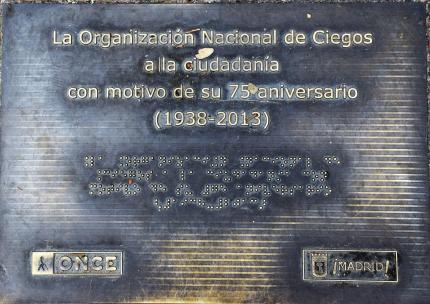 La Organización Nacional de Ciegos
a la ciudadanía
con motivo de su 75 aniversario
(1938-2013)
ONCE
¡MADRID!